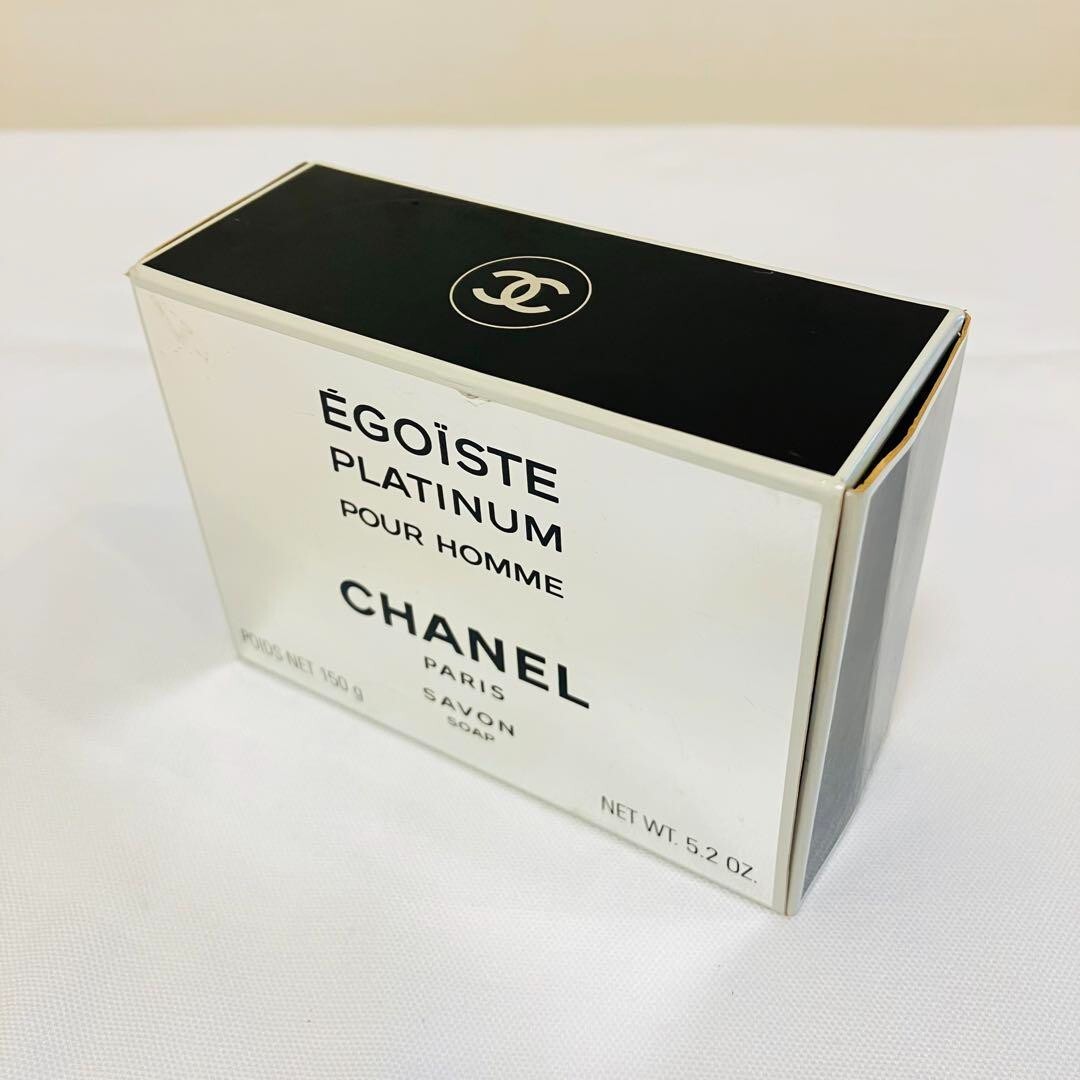 ÉGOÏSTE
PLATINUM
POUR HOMME
CHANEL
PARIS
SAVON
SOAP
POIDS NET 150 g
NET WT. 5.2 OZ.